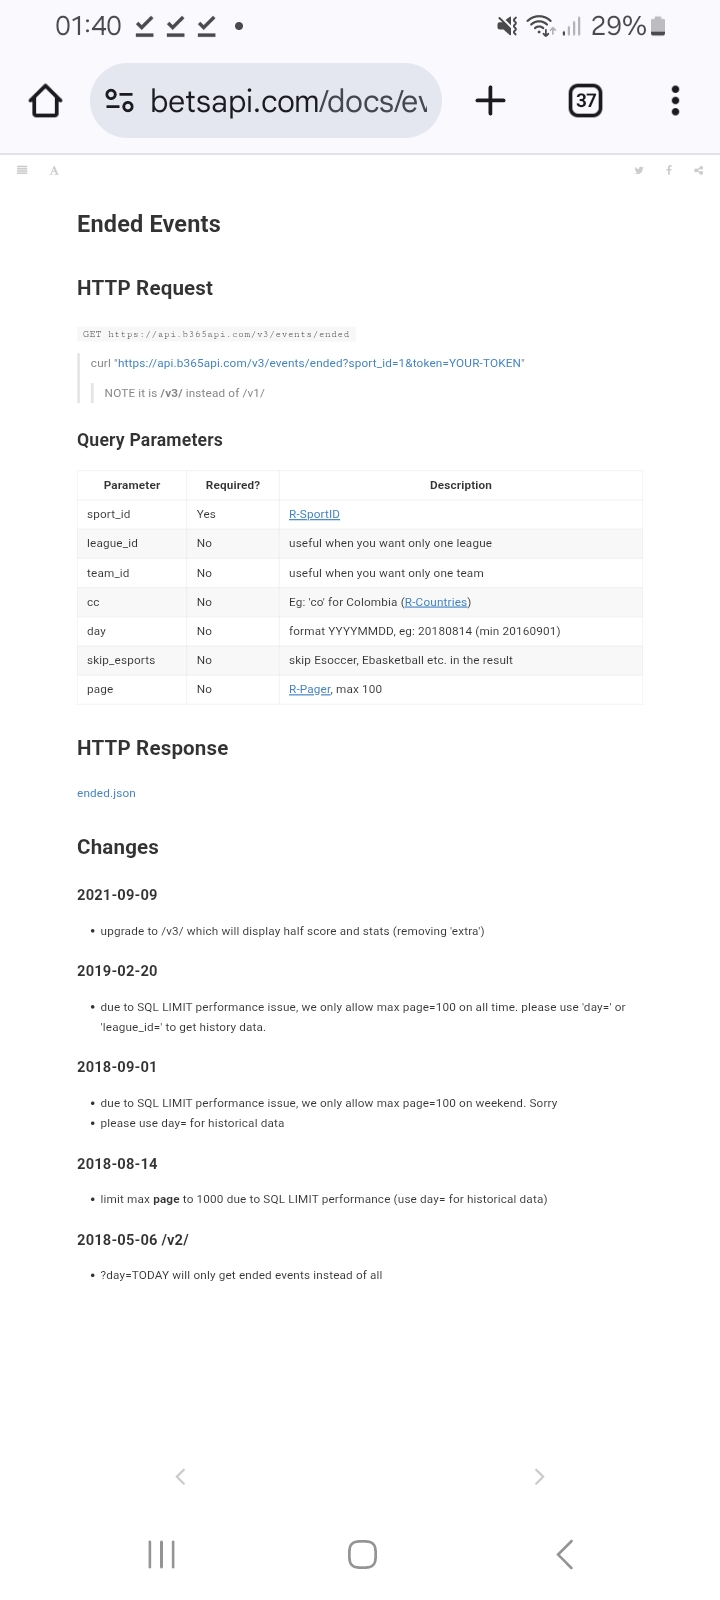 01:40
29%
betsapi.com/docs/ev
37
A
Ended Events
HTTP Request
GET https://api.b365api.com/v3/events/ended
curl "https://api.b365api.com/v3/events/ended?sport_id=1&token=YOUR-TOKEN"
NOTE it is /v3/ instead of /v1/
Query Parameters
Parameter Required? Description
sport_id Yes R-SportID
league_id No useful when you want only one league
team_id No useful when you want only one team
cc No Eg: 'co' for Colombia (R-Countries)
day No format YYYYMMDD, eg: 20180814 (min 20160901)
skip_esports No skip Esoccer, Ebasketball etc. in the result
page No R-Pager, max 100
HTTP Response
ended.json
Changes
2021-09-09
• upgrade to /v3/ which will display half score and stats (removing 'extra')
2019-02-20
• due to SQL LIMIT performance issue, we only allow max page=100 on all time. please use 'day=' or
'league_id=' to get history data.
2018-09-01
• due to SQL LIMIT performance issue, we only allow max page=100 on weekend. Sorry
• please use day= for historical data
2018-08-14
• limit max page to 1000 due to SQL LIMIT performance (use day= for historical data)
2018-05-06 /v2/
• ?day=TODAY will only get ended events instead of all